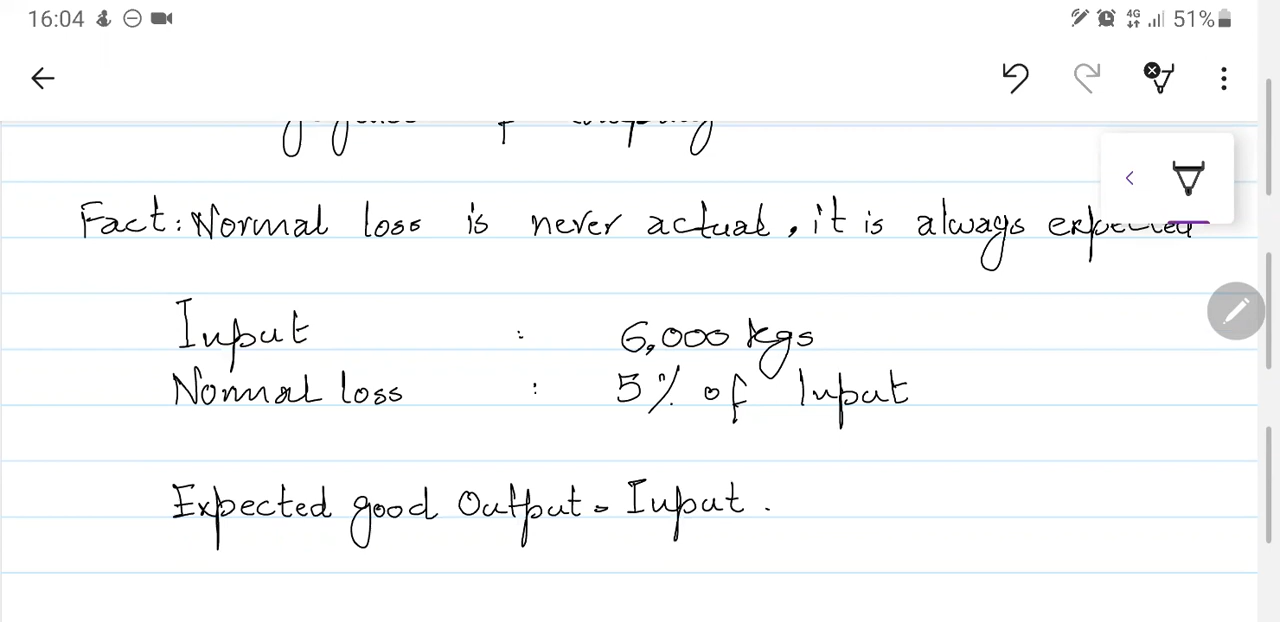 16:04 4G 51%
Fact: Normal loss is never actual, it is always expected
Input : 6,000 kgs
Normal loss : 5% of Input
Expected good Output = Input -